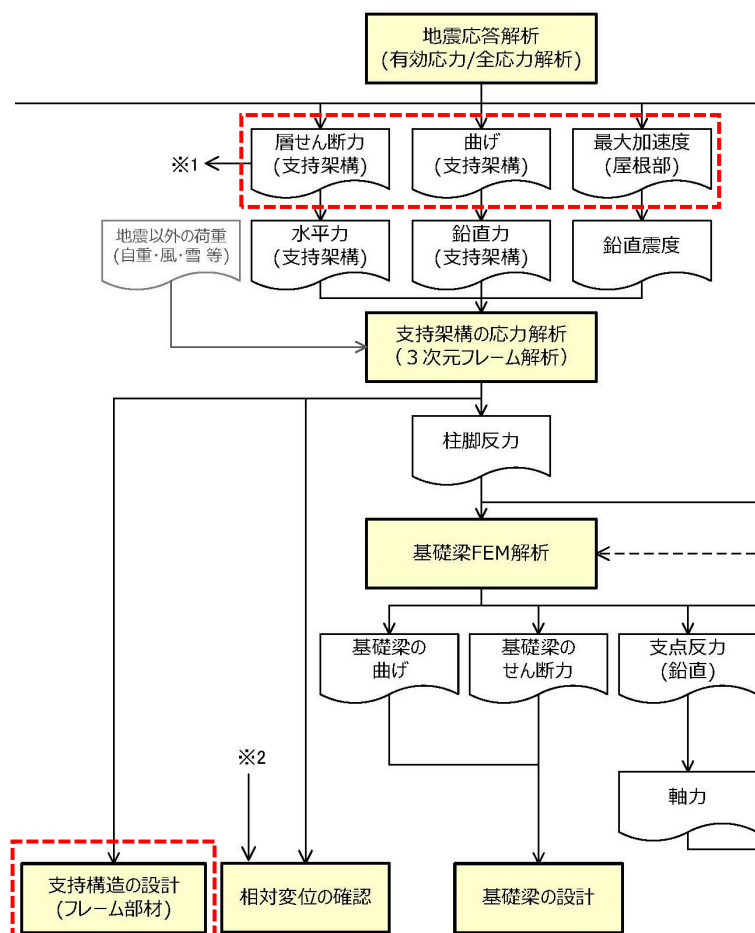 地震応答解析
(有効応力/全応力解析)
層せん断力
(支持架構)
曲げ
(支持架構)
最大加速度
(屋根部)
※1
地震以外の荷重
(自重・風・雪 等)
水平力
(支持架構)
鉛直力
(支持架構)
鉛直震度
支持架構の応力解析
(３次元フレーム解析)
柱脚反力
基礎梁FEM解析
基礎梁の
曲げ
基礎梁の
せん断力
支点反力
(鉛直)
※2
軸力
支持構造の設計
(フレーム部材)
相対変位の確認
基礎梁の設計